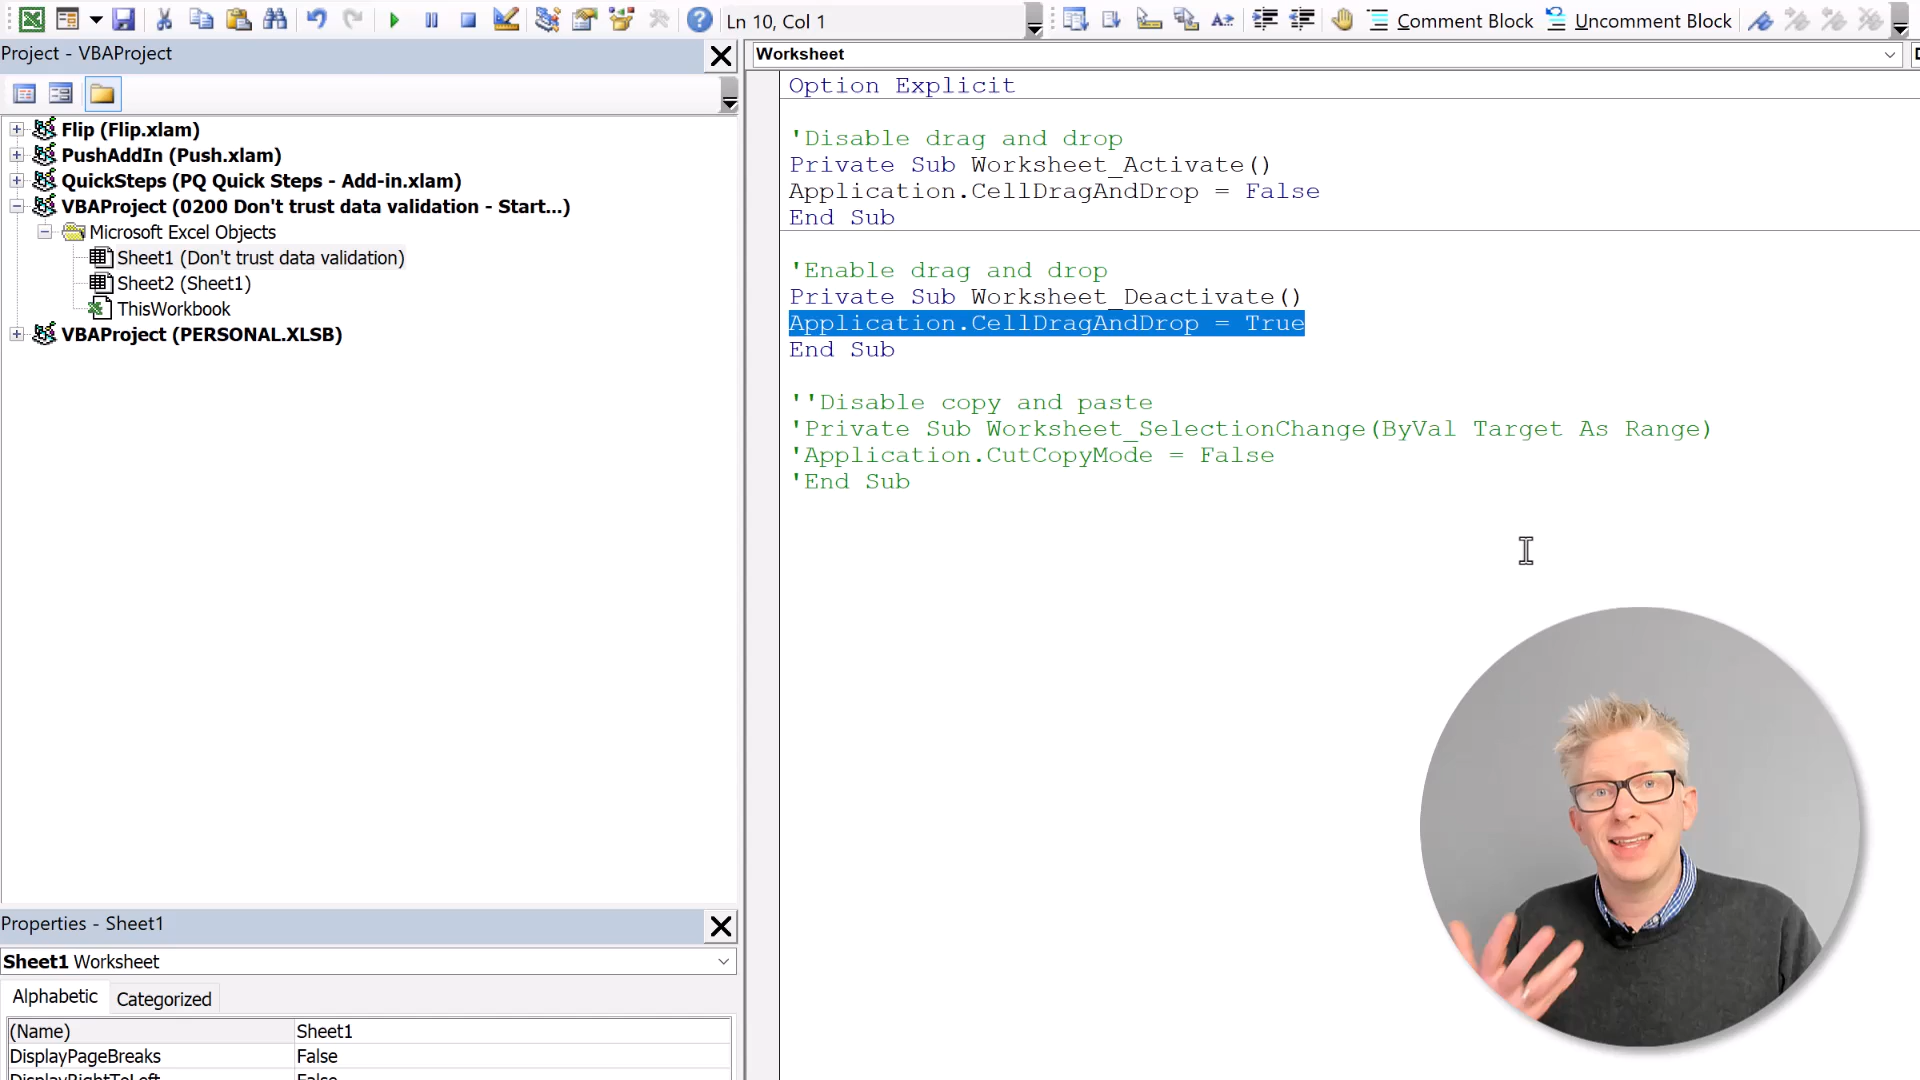 Ln 10, Col 1
Comment Block
Uncomment Block
Project - VBAProject
Flip (Flip.xlam)
PushAddIn (Push.xlam)
QuickSteps (PQ Quick Steps - Add-in.xlam)
VBAProject (0200 Don't trust data validation - Start...)
Microsoft Excel Objects
Sheet1 (Don't trust data validation)
Sheet2 (Sheet1)
ThisWorkbook
VBAProject (PERSONAL.XLSB)
Properties - Sheet1
Sheet1 Worksheet
Alphabetic
Categorized
(Name) Sheet1
DisplayPageBreaks False
DisplayRightToLeft False
Worksheet
Option Explicit
'Disable drag and drop
Private Sub Worksheet_Activate()
Application.CellDragAndDrop = False
End Sub
'Enable drag and drop
Private Sub Worksheet_Deactivate()
Application.CellDragAndDrop = True
End Sub
''Disable copy and paste
'Private Sub Worksheet_SelectionChange(ByVal Target As Range)
'Application.CutCopyMode = False
'End Sub